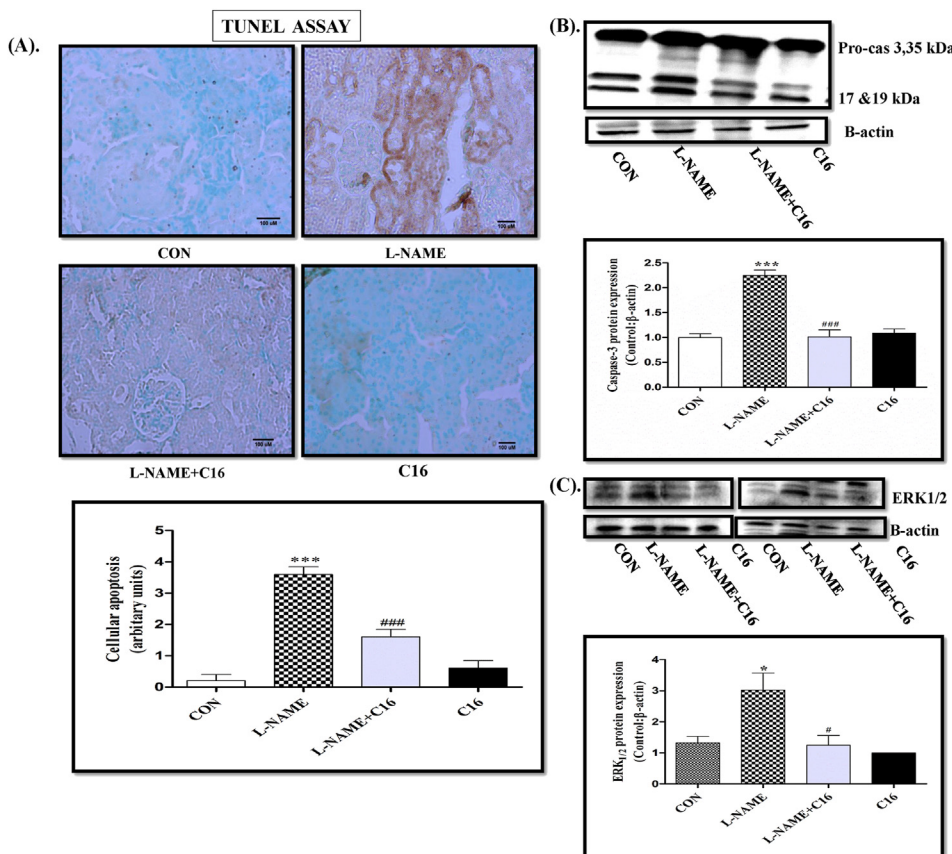 TUNEL ASSAY
(A).
100 uM
100 uM
CON
L-NAME
100 uM
100 uM
L-NAME+C16
C16
Cellular apoptosis
(arbitary units)
5
4
3
2
1
0
***
###
CON
L-NAME
L-NAME+C16
C16
(B).
Pro-cas 3,35 kDa
17 &19 kDa
B-actin
CON
L-NAME
L-NAME+C16
C16
Caspase-3 protein expression
(Control:β-actin)
2.5
2.0
1.5
1.0
0.5
0.0
***
###
CON
L-NAME
L-NAME+C16
C16
(C).
ERK1/2
B-actin
CON
L-NAME
L-NAME+C16
C16
CON
L-NAME
L-NAME+C16
C16
ERK1/2 protein expression
(Control:β-actin)
4
3
2
1
0
*
#
CON
L-NAME
L-NAME+C16
C16